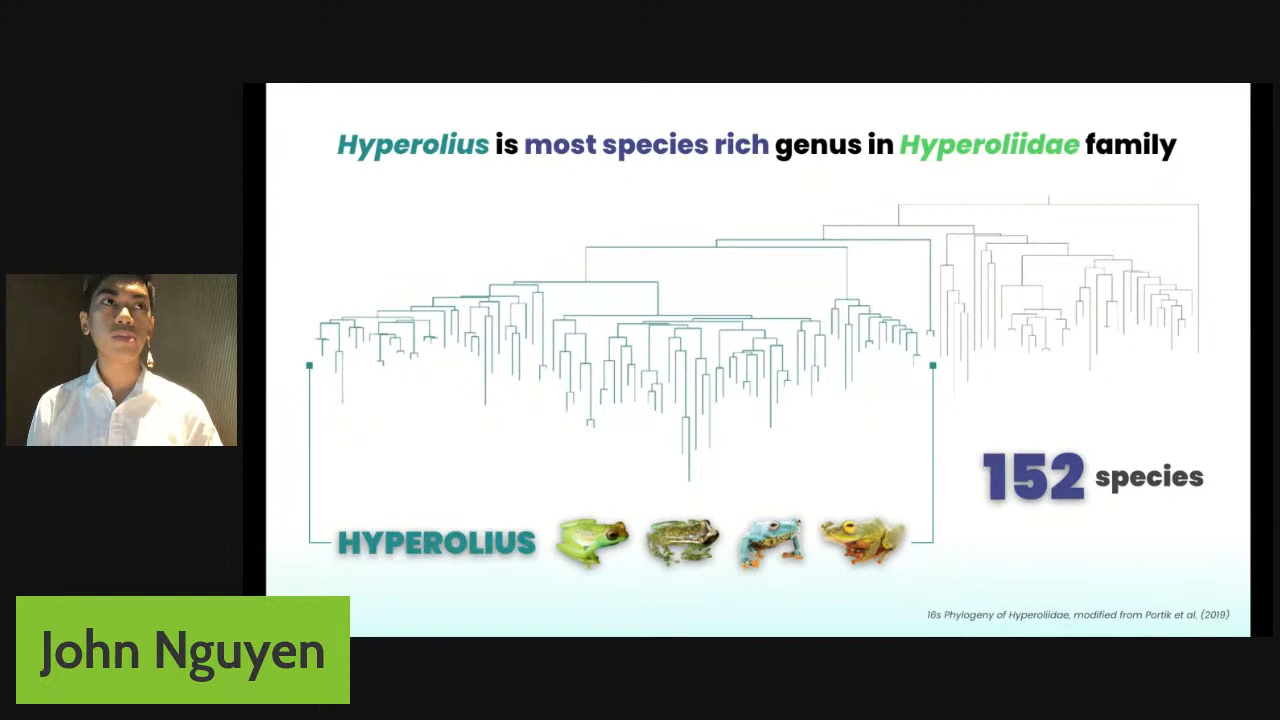 Hyperolius is most species rich genus in Hyperoliidae family
152 species
HYPEROLIUS
16s Phylogeny of Hyperoliidae, modified from Portik et al. (2019)
John Nguyen